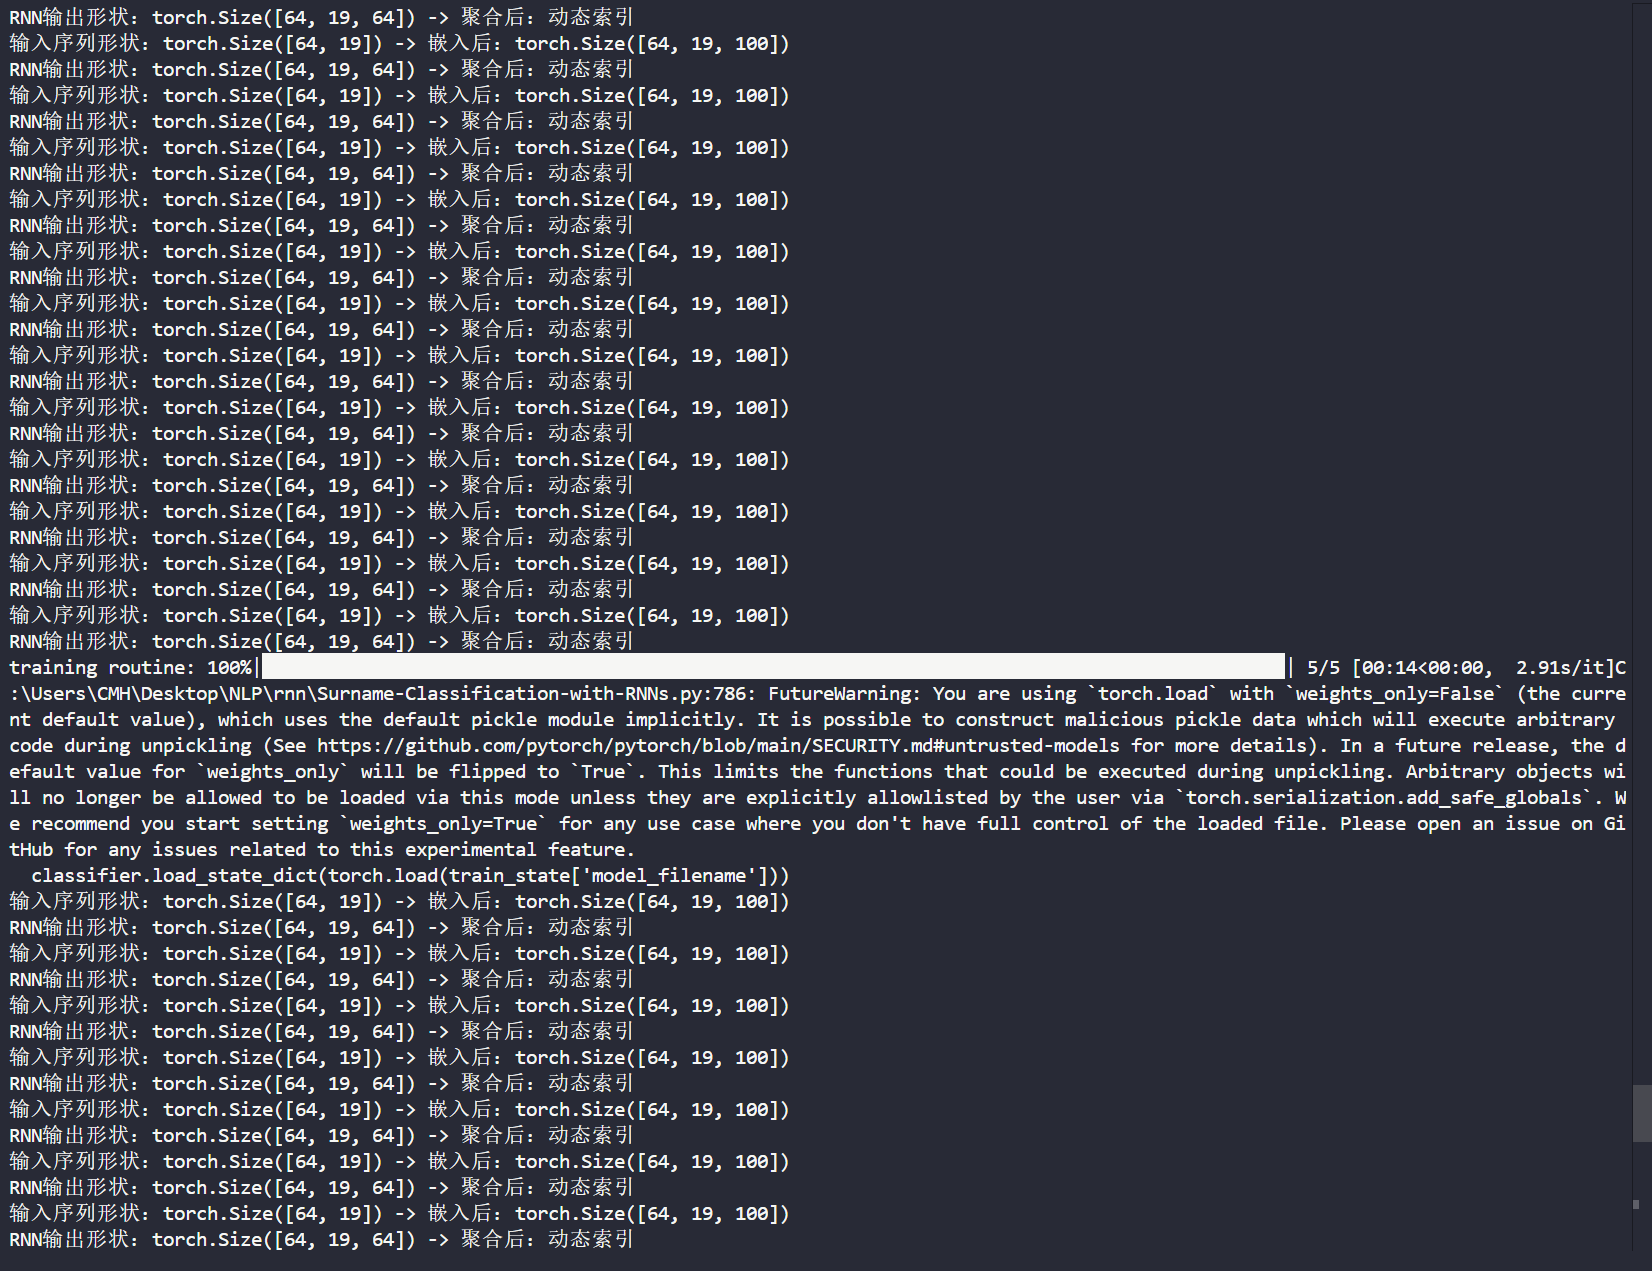 RNN输出形状：torch.Size([64, 19, 64]) -> 聚合后：动态索引
输入序列形状：torch.Size([64, 19]) -> 嵌入后：torch.Size([64, 19, 100])
RNN输出形状：torch.Size([64, 19, 64]) -> 聚合后：动态索引
输入序列形状：torch.Size([64, 19]) -> 嵌入后：torch.Size([64, 19, 100])
RNN输出形状：torch.Size([64, 19, 64]) -> 聚合后：动态索引
输入序列形状：torch.Size([64, 19]) -> 嵌入后：torch.Size([64, 19, 100])
RNN输出形状：torch.Size([64, 19, 64]) -> 聚合后：动态索引
输入序列形状：torch.Size([64, 19]) -> 嵌入后：torch.Size([64, 19, 100])
RNN输出形状：torch.Size([64, 19, 64]) -> 聚合后：动态索引
输入序列形状：torch.Size([64, 19]) -> 嵌入后：torch.Size([64, 19, 100])
RNN输出形状：torch.Size([64, 19, 64]) -> 聚合后：动态索引
输入序列形状：torch.Size([64, 19]) -> 嵌入后：torch.Size([64, 19, 100])
RNN输出形状：torch.Size([64, 19, 64]) -> 聚合后：动态索引
输入序列形状：torch.Size([64, 19]) -> 嵌入后：torch.Size([64, 19, 100])
RNN输出形状：torch.Size([64, 19, 64]) -> 聚合后：动态索引
输入序列形状：torch.Size([64, 19]) -> 嵌入后：torch.Size([64, 19, 100])
RNN输出形状：torch.Size([64, 19, 64]) -> 聚合后：动态索引
输入序列形状：torch.Size([64, 19]) -> 嵌入后：torch.Size([64, 19, 100])
RNN输出形状：torch.Size([64, 19, 64]) -> 聚合后：动态索引
输入序列形状：torch.Size([64, 19]) -> 嵌入后：torch.Size([64, 19, 100])
RNN输出形状：torch.Size([64, 19, 64]) -> 聚合后：动态索引
输入序列形状：torch.Size([64, 19]) -> 嵌入后：torch.Size([64, 19, 100])
RNN输出形状：torch.Size([64, 19, 64]) -> 聚合后：动态索引
输入序列形状：torch.Size([64, 19]) -> 嵌入后：torch.Size([64, 19, 100])
RNN输出形状：torch.Size([64, 19, 64]) -> 聚合后：动态索引
training routine: 100%|          | 5/5 [00:14<00:00,  2.91s/it]C
:\Users\CMH\Desktop\NLP\rnn\Surname-Classification-with-RNNs.py:786: FutureWarning: You are using `torch.load` with `weights_only=False` (the curre
nt default value), which uses the default pickle module implicitly. It is possible to construct malicious pickle data which will execute arbitrary
code during unpickling (See https://github.com/pytorch/pytorch/blob/main/SECURITY.md#untrusted-models for more details). In a future release, the d
efault value for `weights_only` will be flipped to `True`. This limits the functions that could be executed during unpickling. Arbitrary objects wi
ll no longer be allowed to be loaded via this mode unless they are explicitly allowlisted by the user via `torch.serialization.add_safe_globals`. W
e recommend you start setting `weights_only=True` for any use case where you don't have full control of the loaded file. Please open an issue on Gi
tHub for any issues related to this experimental feature.
  classifier.load_state_dict(torch.load(train_state['model_filename']))
输入序列形状：torch.Size([64, 19]) -> 嵌入后：torch.Size([64, 19, 100])
RNN输出形状：torch.Size([64, 19, 64]) -> 聚合后：动态索引
输入序列形状：torch.Size([64, 19]) -> 嵌入后：torch.Size([64, 19, 100])
RNN输出形状：torch.Size([64, 19, 64]) -> 聚合后：动态索引
输入序列形状：torch.Size([64, 19]) -> 嵌入后：torch.Size([64, 19, 100])
RNN输出形状：torch.Size([64, 19, 64]) -> 聚合后：动态索引
输入序列形状：torch.Size([64, 19]) -> 嵌入后：torch.Size([64, 19, 100])
RNN输出形状：torch.Size([64, 19, 64]) -> 聚合后：动态索引
输入序列形状：torch.Size([64, 19]) -> 嵌入后：torch.Size([64, 19, 100])
RNN输出形状：torch.Size([64, 19, 64]) -> 聚合后：动态索引
输入序列形状：torch.Size([64, 19]) -> 嵌入后：torch.Size([64, 19, 100])
RNN输出形状：torch.Size([64, 19, 64]) -> 聚合后：动态索引
输入序列形状：torch.Size([64, 19]) -> 嵌入后：torch.Size([64, 19, 100])
RNN输出形状：torch.Size([64, 19, 64]) -> 聚合后：动态索引